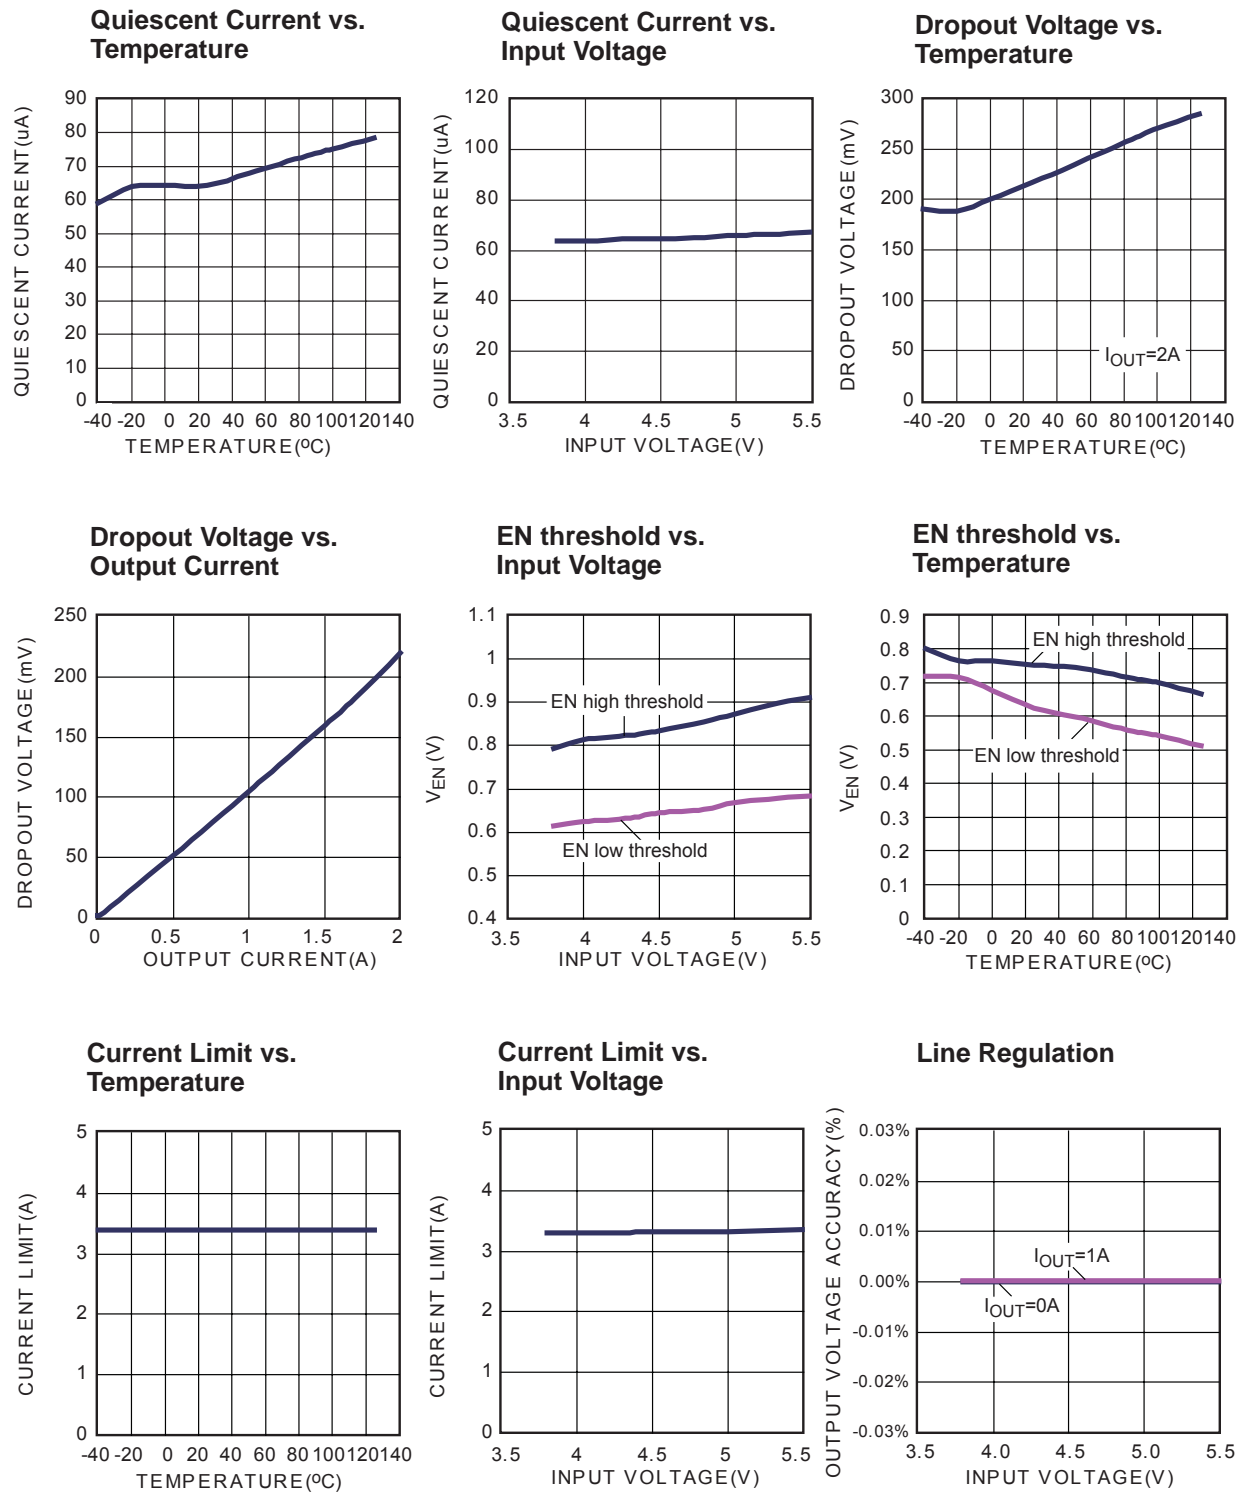 Quiescent Current vs.
Temperature
90
80
70
60
50
40
30
20
10
0
-40 -20 0 20 40 60 80 100120140
QUIESCENT CURRENT(uA)
TEMPERATURE(ºC)
Quiescent Current vs.
Input Voltage
120
100
80
60
40
20
0
3.5 4 4.5 5 5.5
QUIESCENT CURRENT(uA)
INPUT VOLTAGE(V)
Dropout Voltage vs.
Temperature
300
250
200
150
100
50
0
IOUT=2A
-40 -20 0 20 40 60 80 100120140
DROPOUT VOLTAGE(mV)
TEMPERATURE(ºC)
Dropout Voltage vs.
Output Current
250
200
150
100
50
0
0 0.5 1 1.5 2
DROPOUT VOLTAGE(mV)
OUTPUT CURRENT(A)
EN threshold vs.
Input Voltage
1.1
1
0.9
0.8
0.7
0.6
0.5
0.4
EN high threshold
EN low threshold
3.5 4 4.5 5 5.5
VEN (V)
INPUT VOLTAGE(V)
EN threshold vs.
Temperature
0.9
0.8
0.7
0.6
0.5
0.4
0.3
0.2
0.1
0
EN high threshold
EN low threshold
-40 -20 0 20 40 60 80 100120140
VEN (V)
TEMPERATURE(ºC)
Current Limit vs.
Temperature
5
4
3
2
1
0
-40 -20 0 20 40 60 80 100120140
CURRENT LIMIT(A)
TEMPERATURE(ºC)
Current Limit vs.
Input Voltage
5
4
3
2
1
0
3.5 4 4.5 5 5.5
CURRENT LIMIT(A)
INPUT VOLTAGE(V)
Line Regulation
0.03%
0.02%
0.01%
0.00%
-0.01%
-0.02%
-0.03%
IOUT=1A
IOUT=0A
3.5 4.0 4.5 5.0 5.5
OUTPUT VOLTAGE ACCURACY(%)
INPUT VOLTAGE(V)